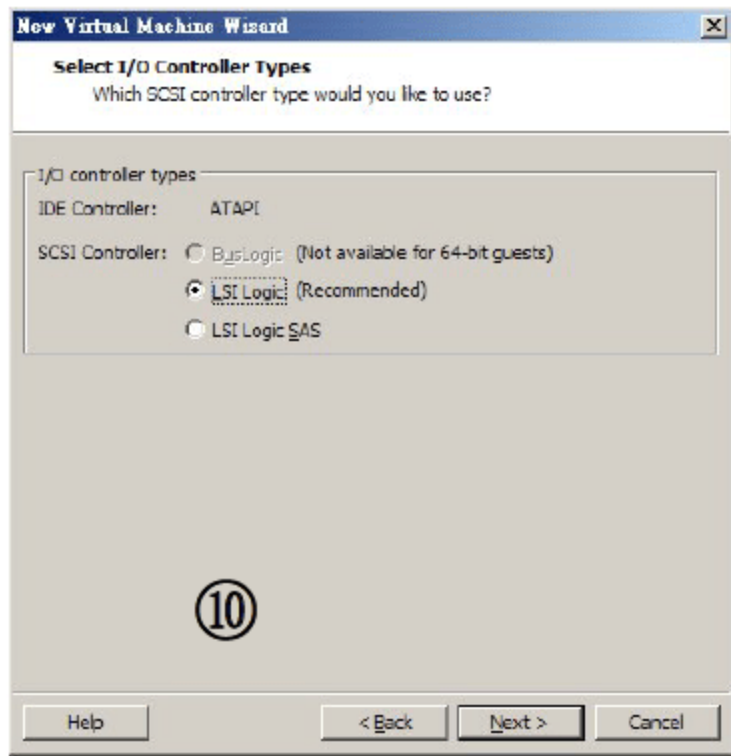 New Virtual Machine Wizard
Select I/O Controller Types
Which SCSI controller type would you like to use?
I/O controller types
IDE Controller: ATAPI
SCSI Controller: BusLogic (Not available for 64-bit guests)
LSI Logic (Recommended)
LSI Logic SAS
⑩
Help < Back Next > Cancel